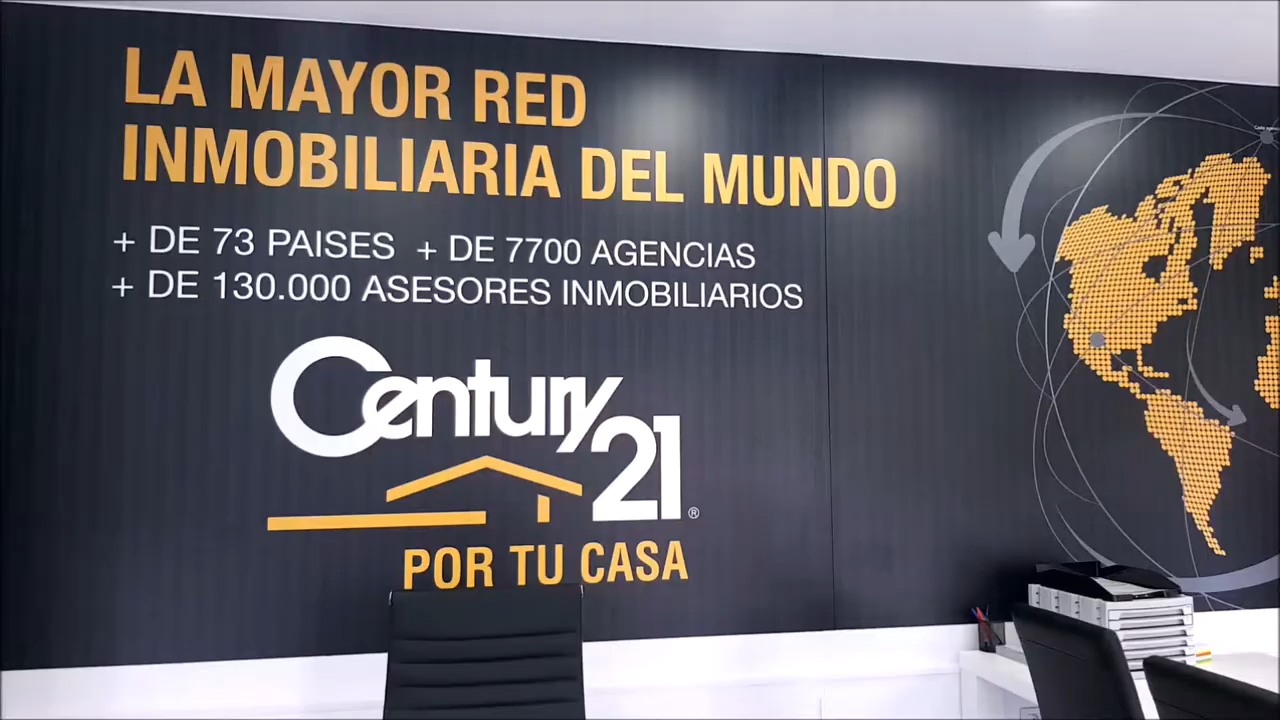 LA MAYOR RED
INMOBILIARIA DEL MUNDO
+ DE 73 PAISES + DE 7700 AGENCIAS
+ DE 130.000 ASESORES INMOBILIARIOS
Century
21®
POR TU CASA